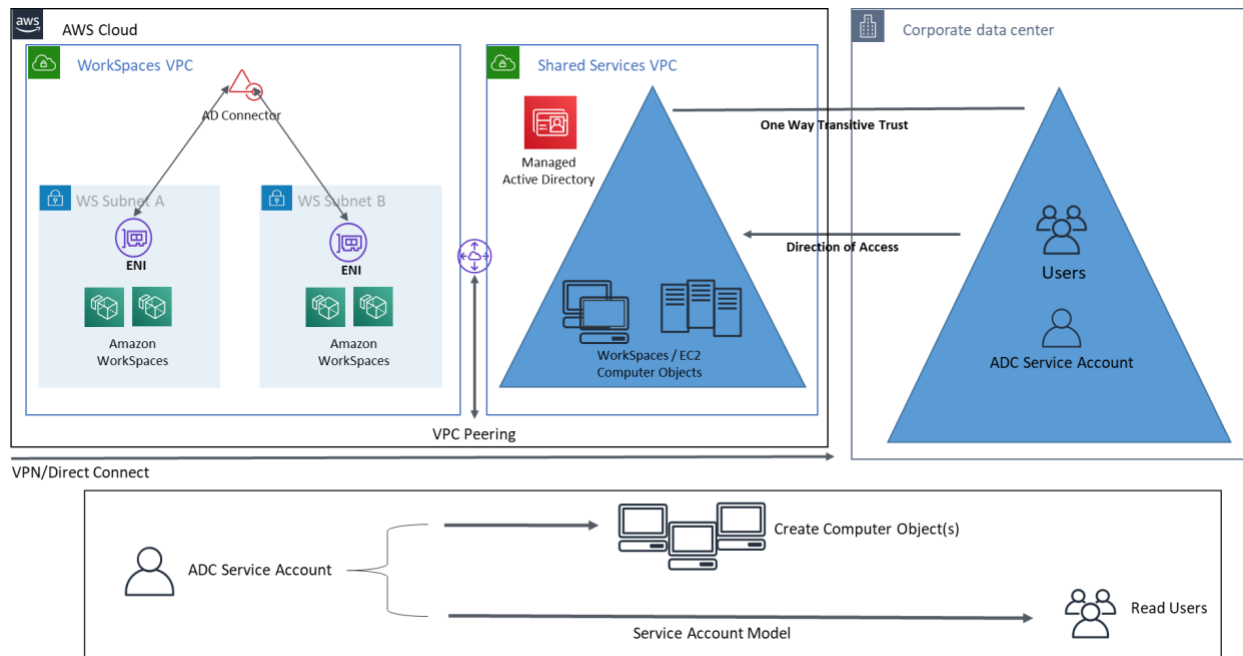 aws
AWS Cloud
Corporate data center
WorkSpaces VPC
Shared Services VPC
AD Connector
One Way Transitive Trust
Managed
Active Directory
WS Subnet A
WS Subnet B
Direction of Access
ENI
ENI
Users
Amazon
WorkSpaces
Amazon
WorkSpaces
WorkSpaces / EC2
Computer Objects
ADC Service Account
VPC Peering
VPN/Direct Connect
Create Computer Object(s)
ADC Service Account
Read Users
Service Account Model